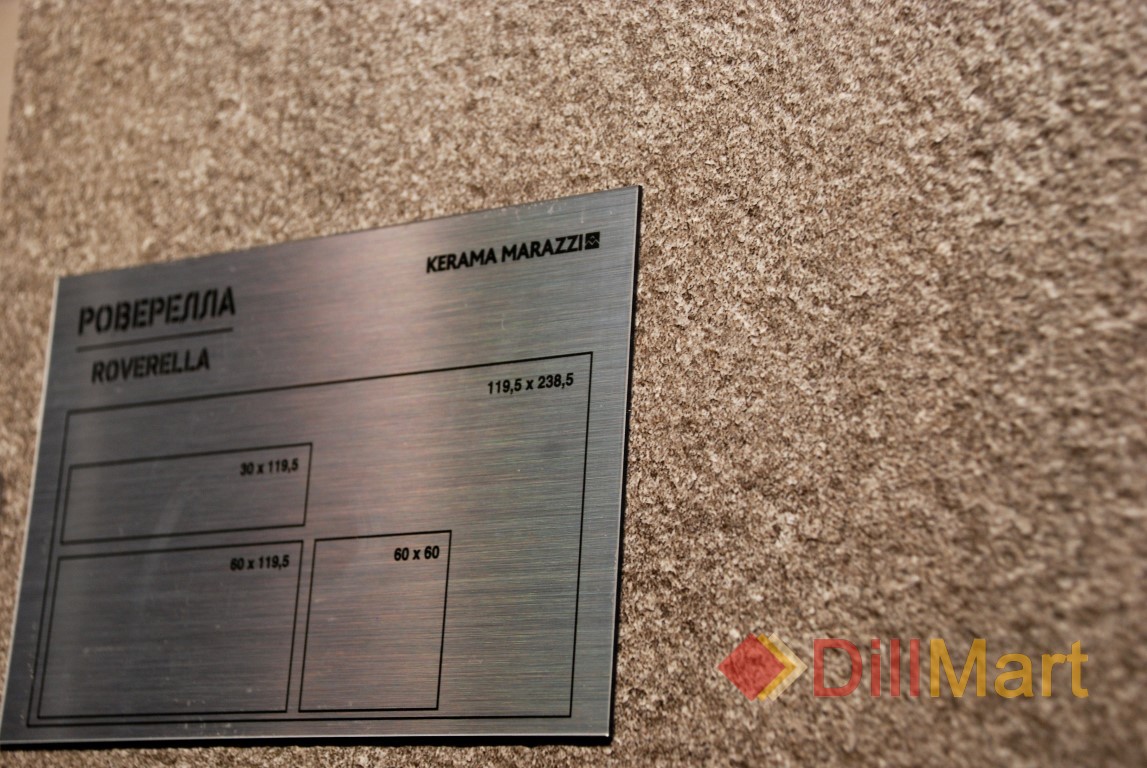 KERAMA MARAZZI
РОВЕРЕЛЛА
ROVERELLA
119,5 x 238,5
30 x 119,5
60 x 119,5
60 x 60
DillMart